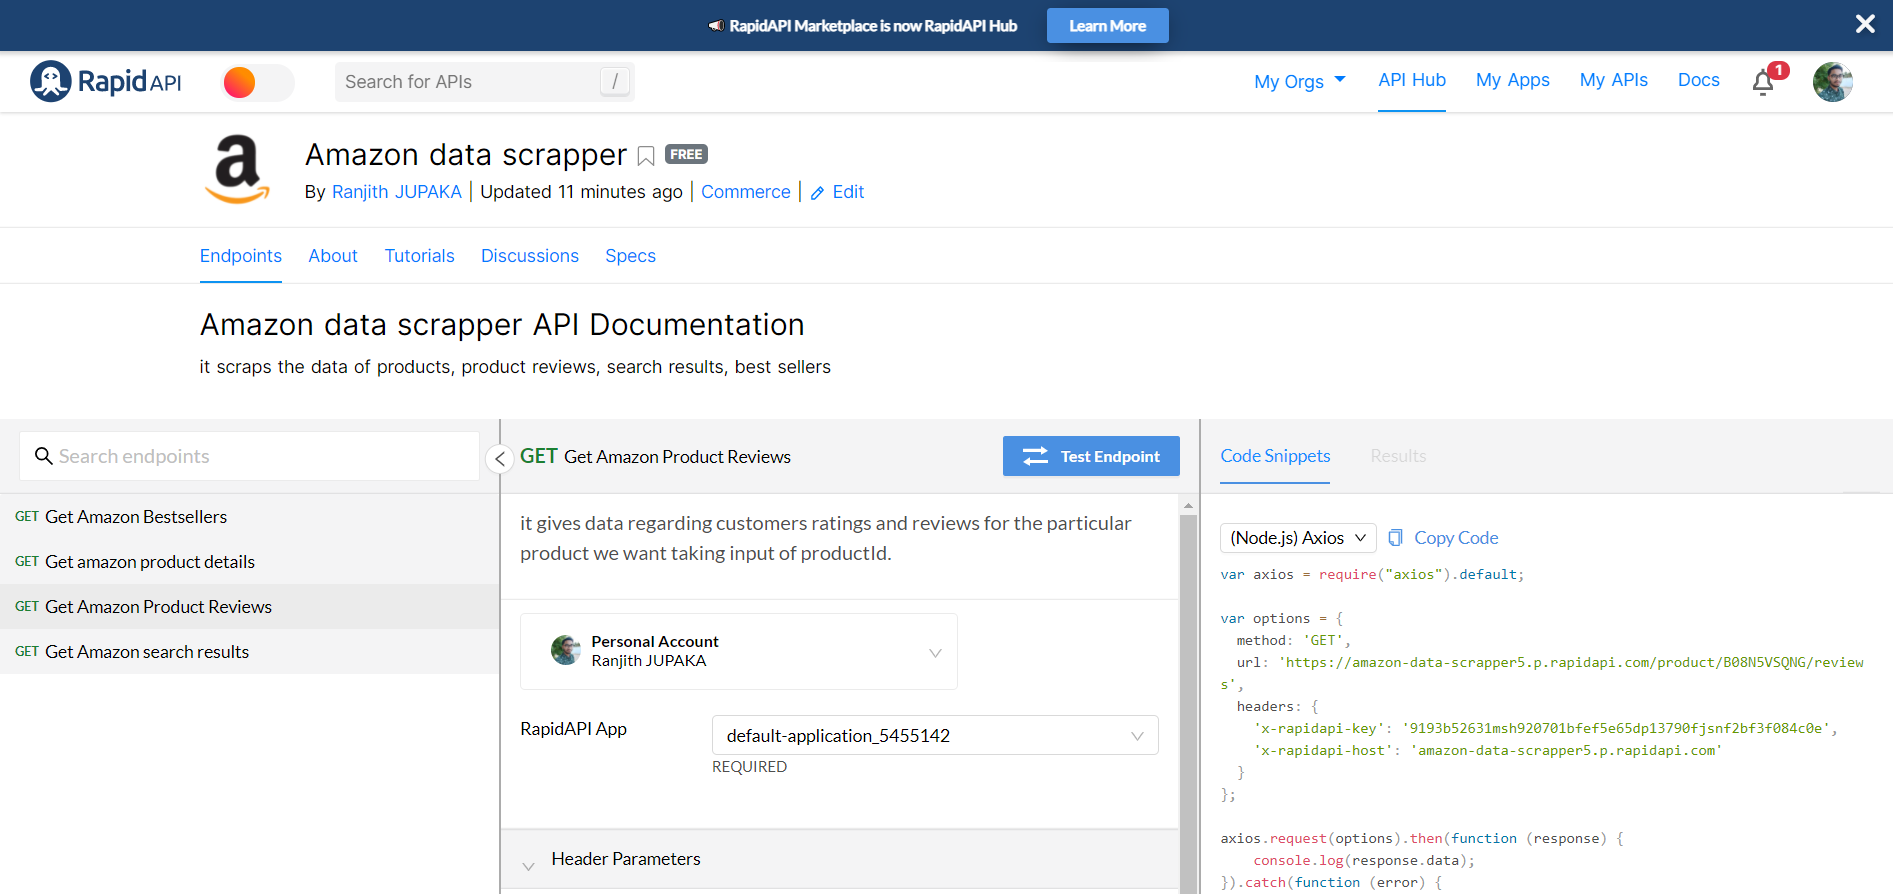 RapidAPI Marketplace is now RapidAPI Hub
Learn More
Rapid API
Search for APIs
/
My Orgs
API Hub
My Apps
My APIs
Docs
1
Amazon data scrapper
FREE
By Ranjith JUPAKA | Updated 11 minutes ago | Commerce | Edit
Endpoints
About
Tutorials
Discussions
Specs
Amazon data scrapper API Documentation
it scraps the data of products, product reviews, search results, best sellers
Search endpoints
GET Get Amazon Bestsellers
GET Get amazon product details
GET Get Amazon Product Reviews
GET Get Amazon search results
GET Get Amazon Product Reviews
Test Endpoint
it gives data regarding customers ratings and reviews for the particular
product we want taking input of productId.
Personal Account
Ranjith JUPAKA
RapidAPI App
default-application_5455142
REQUIRED
Header Parameters
Code Snippets
Results
(Node.js) Axios
Copy Code
var axios = require("axios").default;
var options = {
method: 'GET',
url: 'https://amazon-data-scrapper5.p.rapidapi.com/product/B08N5VSQNG/review
s',
headers: {
'x-rapidapi-key': '9193b52631msh920701bfef5e65dp13790fjsnf2bf3f084c0e',
'x-rapidapi-host': 'amazon-data-scrapper5.p.rapidapi.com'
}
};
axios.request(options).then(function (response) {
console.log(response.data);
}).catch(function (error) {